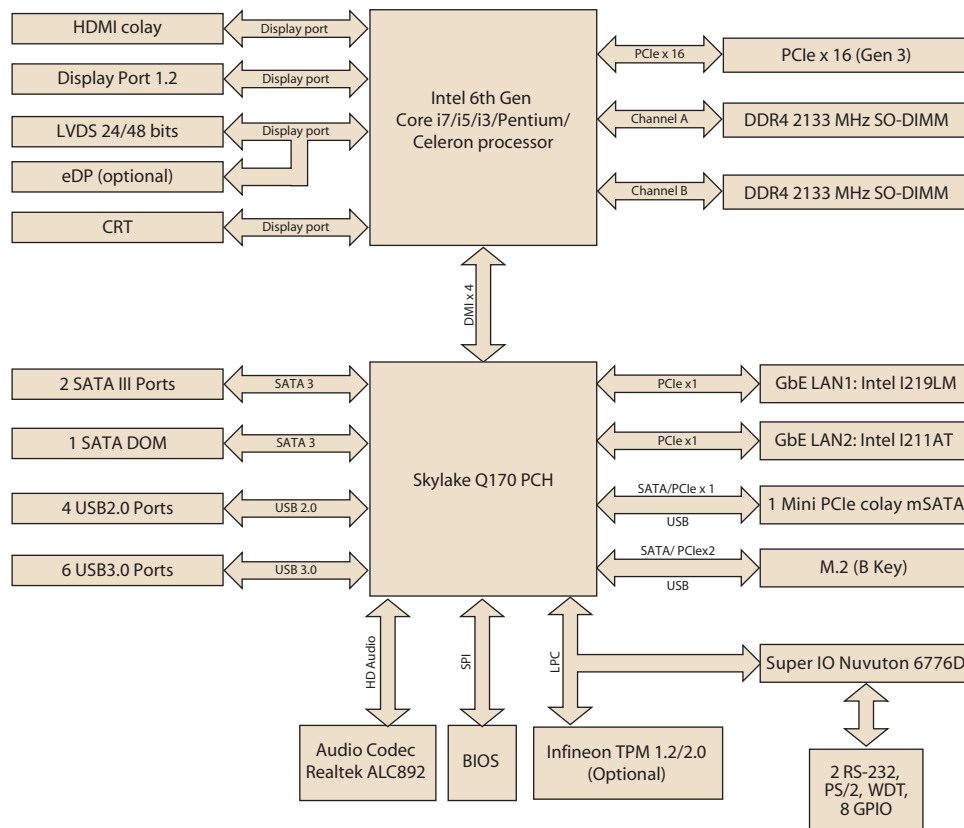 HDMI colay
Display port
Display Port 1.2
Display port
LVDS 24/48 bits
Display port
eDP (optional)
CRT
Display port
Intel 6th Gen
Core i7/i5/i3/Pentium/
Celeron processor
PCIe x 16
PCIe x 16 (Gen 3)
Channel A
DDR4 2133 MHz SO-DIMM
Channel B
DDR4 2133 MHz SO-DIMM
DMI x 4
2 SATA III Ports
SATA 3
1 SATA DOM
SATA 3
4 USB2.0 Ports
USB 2.0
6 USB3.0 Ports
USB 3.0
Skylake Q170 PCH
PCIe x1
GbE LAN1: Intel I219LM
PCIe x1
GbE LAN2: Intel I211AT
SATA/PCIe x 1
USB
1 Mini PCIe colay mSATA
SATA/ PCIex2
USB
M.2 (B Key)
HD Audio
SPI
LPC
Super IO Nuvuton 6776D
Audio Codec
Realtek ALC892
BIOS
Infineon TPM 1.2/2.0
(Optional)
2 RS-232,
PS/2, WDT,
8 GPIO